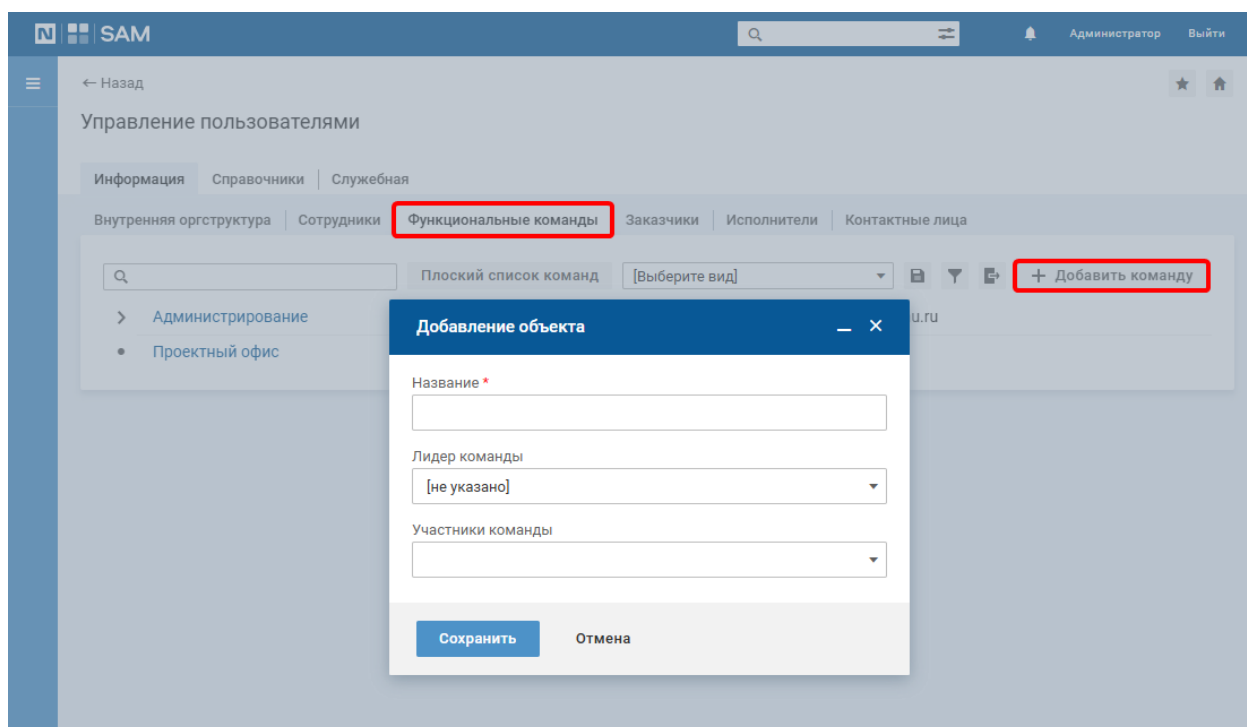 N SAM Администратор Выйти
← Назад
Управление пользователями
Информация Справочники Служебная
Внутренняя оргструктура Сотрудники Функциональные команды Заказчики Исполнители Контактные лица
Плоский список команд [Выберите вид] + Добавить команду
Администрирование u.ru
Проектный офис
Добавление объекта
Название *
Лидер команды
[не указано]
Участники команды
Сохранить Отмена